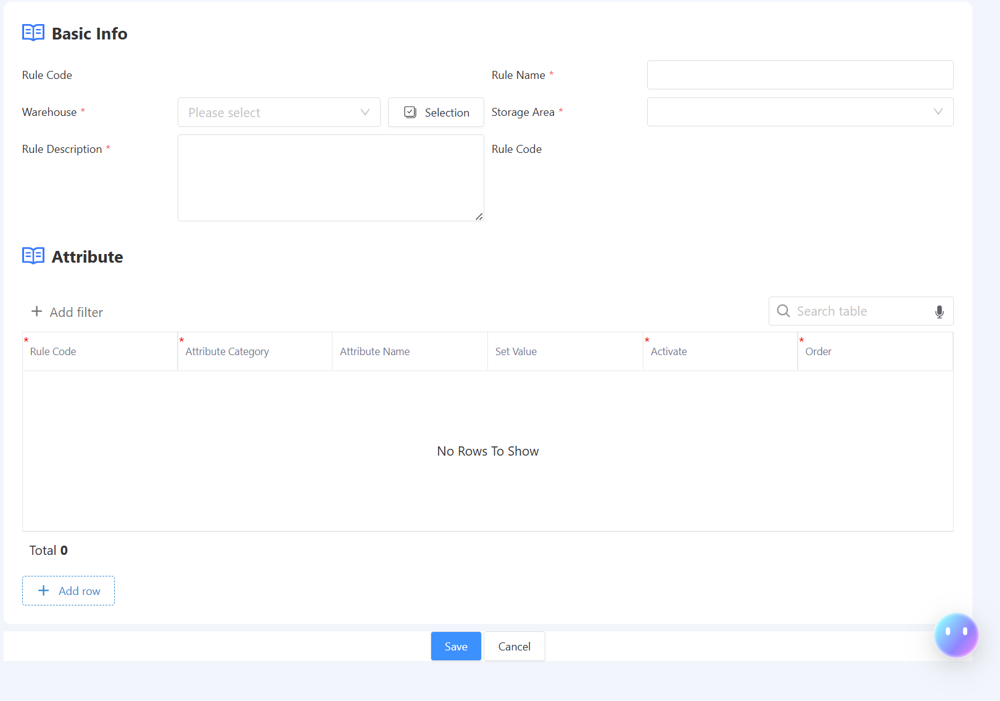 Basic Info
Rule Code
Rule Name *
Warehouse *
Please select
Selection
Storage Area *
Rule Description *
Rule Code
Attribute
Add filter
Search table
* Rule Code
* Attribute Category
Attribute Name
Set Value
* Activate
* Order
No Rows To Show
Total 0
Add row
Save
Cancel